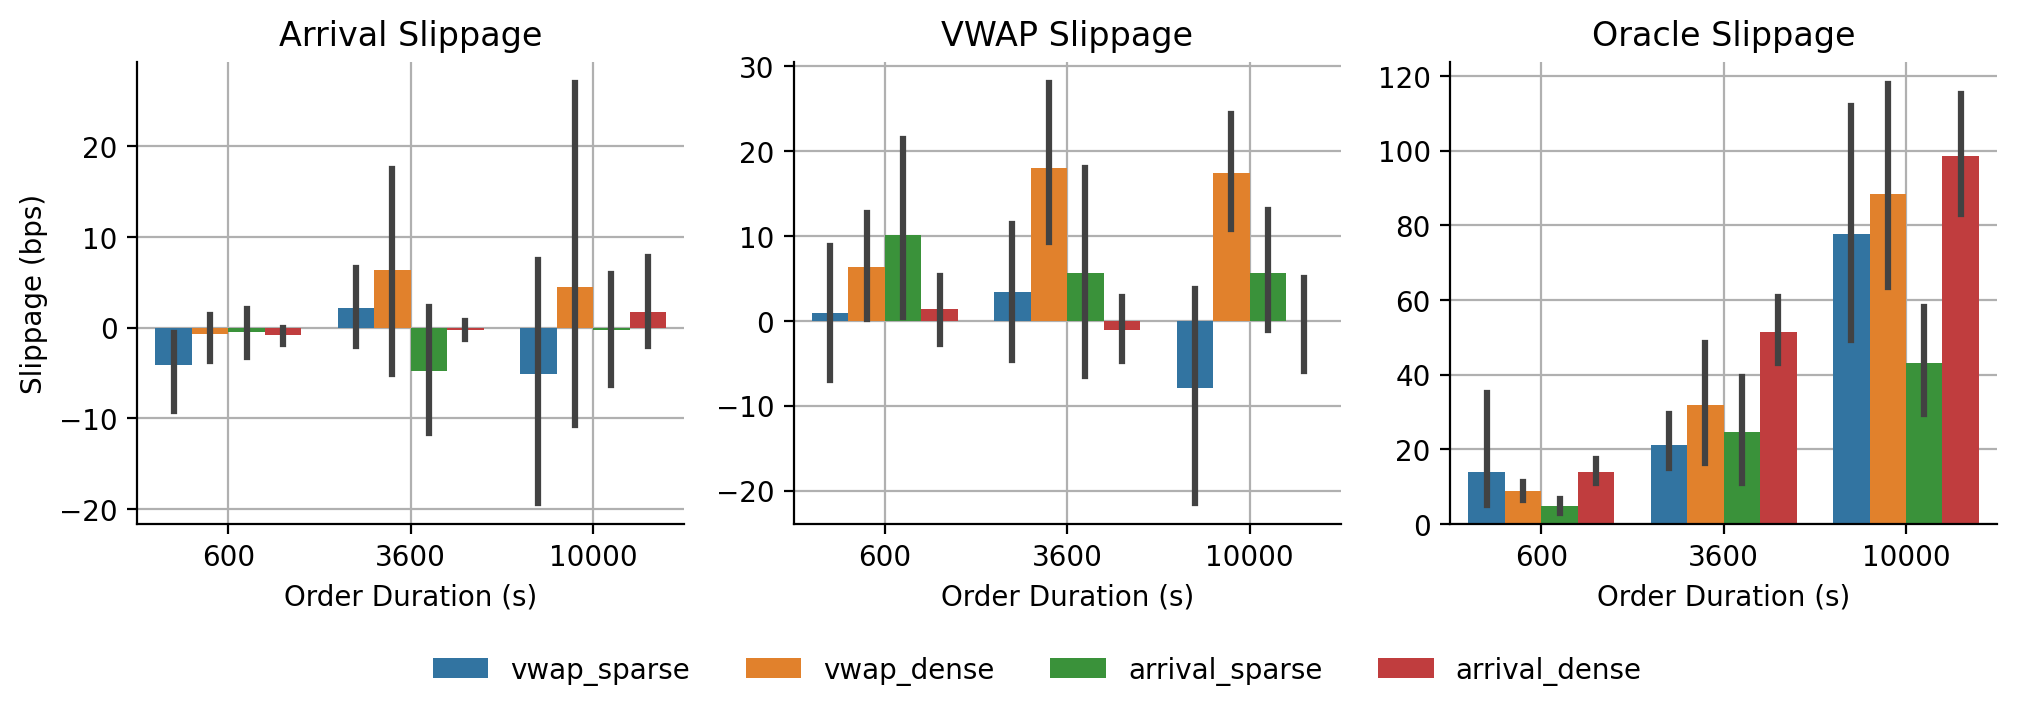 Arrival Slippage
VWAP Slippage
Oracle Slippage
Slippage (bps)
20
10
0
−10
−20
30
20
10
0
−10
−20
120
100
80
60
40
20
0
600 3600 10000
600 3600 10000
600 3600 10000
Order Duration (s)
Order Duration (s)
Order Duration (s)
vwap_sparse vwap_dense arrival_sparse arrival_dense